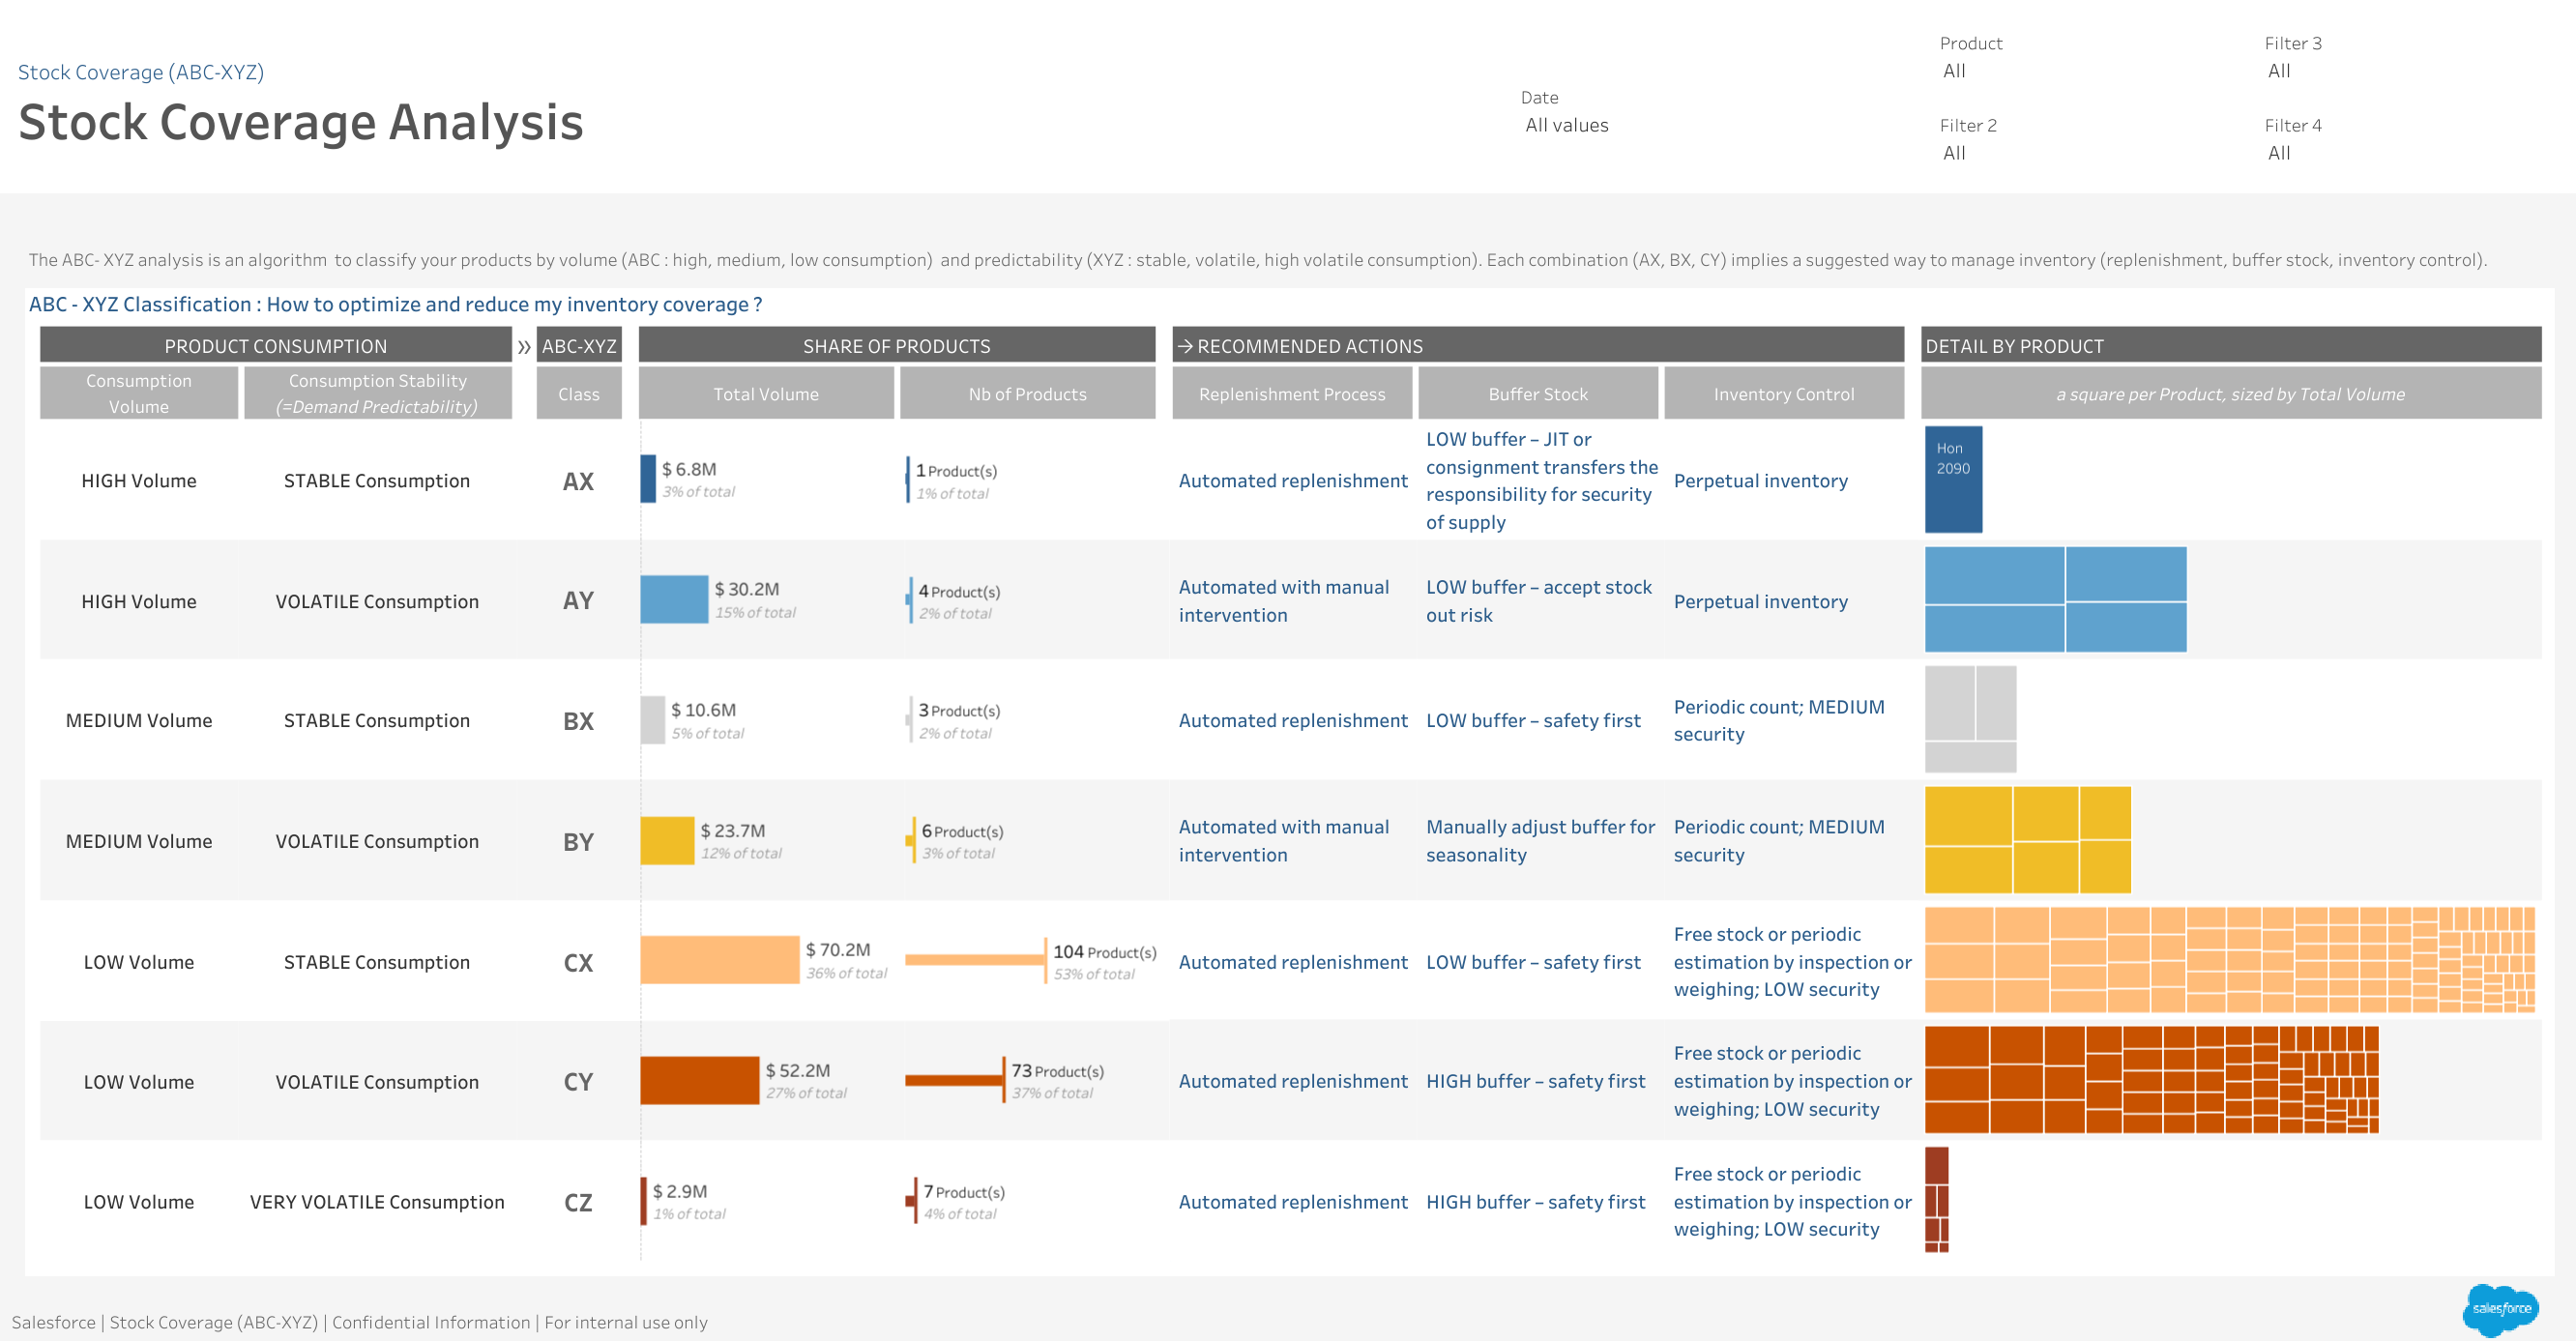 Stock Coverage (ABC-XYZ)
Stock Coverage Analysis
Date
All values
Product
All
Filter 2
All
Filter 3
All
Filter 4
All
The ABC- XYZ analysis is an algorithm to classify your products by volume (ABC : high, medium, low consumption) and predictability (XYZ : stable, volatile, high volatile consumption). Each combination (AX, BX, CY) implies a suggested way to manage inventory (replenishment, buffer stock, inventory control).
ABC - XYZ Classification : How to optimize and reduce my inventory coverage ?
PRODUCT CONSUMPTION
»
ABC-XYZ
SHARE OF PRODUCTS
→ RECOMMENDED ACTIONS
DETAIL BY PRODUCT
Consumption
Volume
Consumption Stability
(=Demand Predictability)
Class
Total Volume
Nb of Products
Replenishment Process
Buffer Stock
Inventory Control
a square per Product, sized by Total Volume
HIGH Volume
STABLE Consumption
AX
$ 6.8M
3% of total
1 Product(s)
1% of total
Automated replenishment
LOW buffer – JIT or
consignment transfers the
responsibility for security
of supply
Perpetual inventory
Hon
2090
HIGH Volume
VOLATILE Consumption
AY
$ 30.2M
15% of total
4 Product(s)
2% of total
Automated with manual
intervention
LOW buffer – accept stock
out risk
Perpetual inventory
MEDIUM Volume
STABLE Consumption
BX
$ 10.6M
5% of total
3 Product(s)
2% of total
Automated replenishment
LOW buffer – safety first
Periodic count; MEDIUM
security
MEDIUM Volume
VOLATILE Consumption
BY
$ 23.7M
12% of total
6 Product(s)
3% of total
Automated with manual
intervention
Manually adjust buffer for
seasonality
Periodic count; MEDIUM
security
LOW Volume
STABLE Consumption
CX
$ 70.2M
36% of total
104 Product(s)
53% of total
Automated replenishment
LOW buffer – safety first
Free stock or periodic
estimation by inspection or
weighing; LOW security
LOW Volume
VOLATILE Consumption
CY
$ 52.2M
27% of total
73 Product(s)
37% of total
Automated replenishment
HIGH buffer – safety first
Free stock or periodic
estimation by inspection or
weighing; LOW security
LOW Volume
VERY VOLATILE Consumption
CZ
$ 2.9M
1% of total
7 Product(s)
4% of total
Automated replenishment
HIGH buffer – safety first
Free stock or periodic
estimation by inspection or
weighing; LOW security
Salesforce | Stock Coverage (ABC-XYZ) | Confidential Information | For internal use only
salesforce